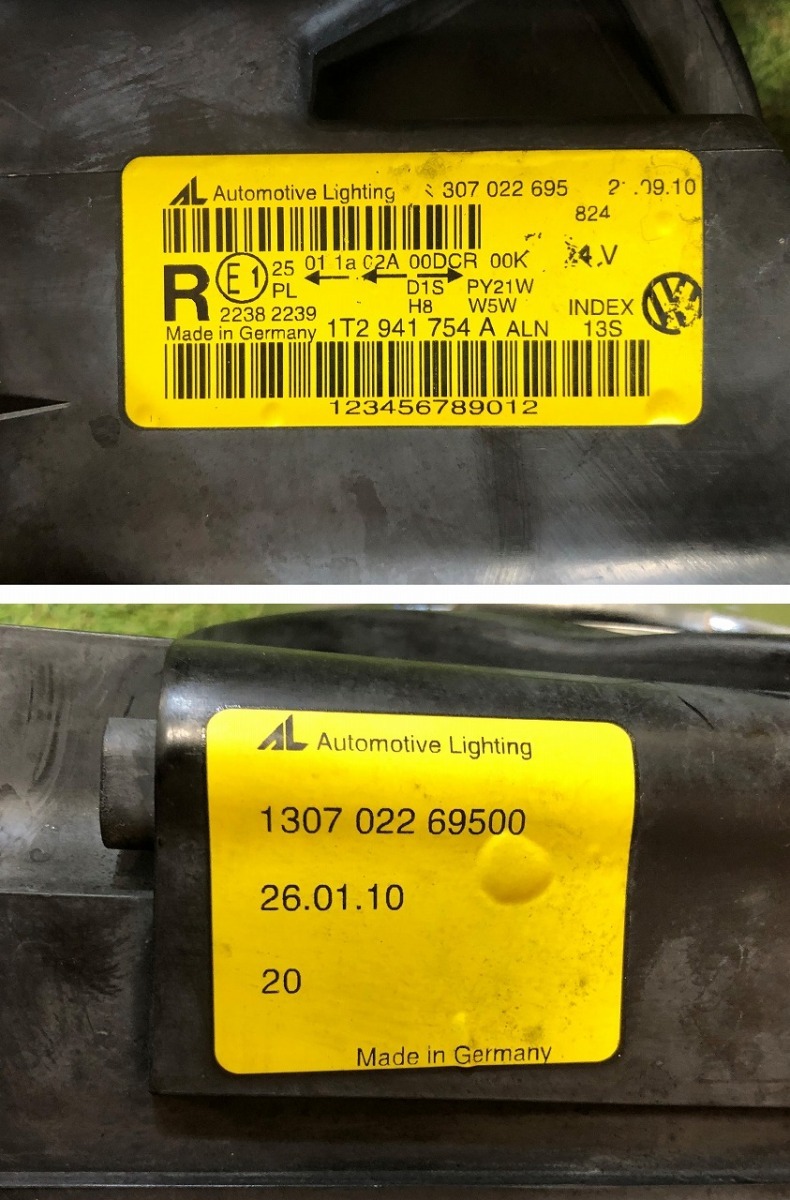 AL Automotive Lighting 307 022 695
824
R E1 25 01 1a 02A 00DCR 00K
PL D1S PY21W
H8 W5W INDEX
2238 2239 13S
Made in Germany 1T2 941 754 A ALN
123456789012
AL Automotive Lighting
1307 022 69500
26.01.10
20
Made in Germany